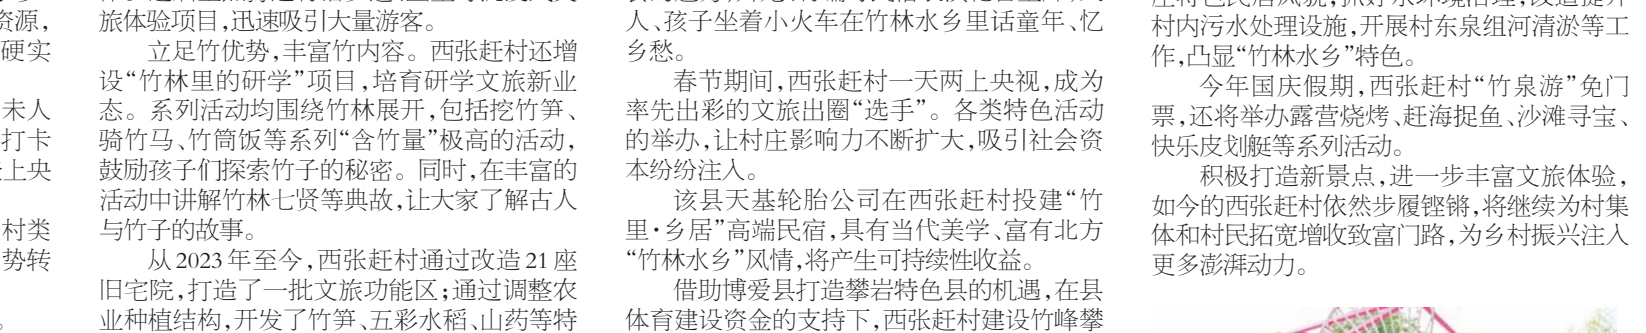 资源，
硬实
未人
打卡
上央
村类
势转
。
旅体验项目，迅速吸引大量游客。
立足竹优势，丰富竹内容。西张赶村还增
设“竹林里的研学”项目，培育研学文旅新业
态。系列活动均围绕竹林展开，包括挖竹笋、
骑竹马、竹筒饭等系列“含竹量”极高的活动，
鼓励孩子们探索竹子的秘密。同时，在丰富的
活动中讲解竹林七贤等典故，让大家了解古人
与竹子的故事。
从2023年至今，西张赶村通过改造21座
旧宅院，打造了一批文旅功能区；通过调整农
业种植结构，开发了竹笋、五彩水稻、山药等特
人、孩子坐着小火车在竹林水乡里话童年、忆
乡愁。
春节期间，西张赶村一天两上央视，成为
率先出彩的文旅出圈“选手”。各类特色活动
的举办，让村庄影响力不断扩大，吸引社会资
本纷纷注入。
该县天基轮胎公司在西张赶村投建“竹
里·乡居”高端民宿，具有当代美学、富有北方
“竹林水乡”风情，将产生可持续性收益。
借助博爱县打造攀岩特色县的机遇，在县
体育建设资金的支持下，西张赶村建设竹峰攀
村内污水处理设施，开展村东泉组河清淤等工
作，凸显“竹林水乡”特色。
今年国庆假期，西张赶村“竹泉游”免门
票，还将举办露营烧烤、赶海捉鱼、沙滩寻宝、
快乐皮划艇等系列活动。
积极打造新景点，进一步丰富文旅体验，
如今的西张赶村依然步履铿锵，将继续为村集
体和村民拓宽增收致富门路，为乡村振兴注入
更多澎湃动力。